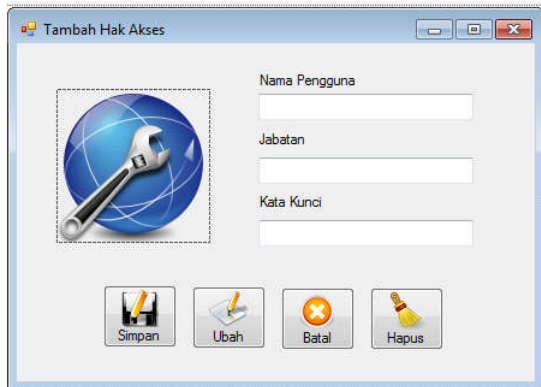 Tambah Hak Akses
Nama Pengguna
Jabatan
Kata Kunci
Simpan
Ubah
Batal
Hapus